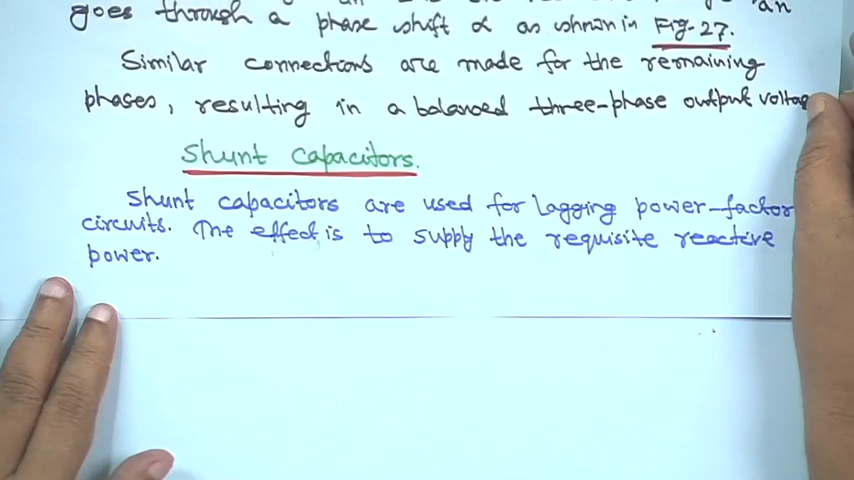 goes through a phase shift α as shown in Fig-27.
Similar connections are made for the remaining
phases, resulting in a balanced three-phase output voltage
Shunt capacitors.
Shunt capacitors are used for lagging power-factor
circuits. The effect is to supply the requisite reactive
power.